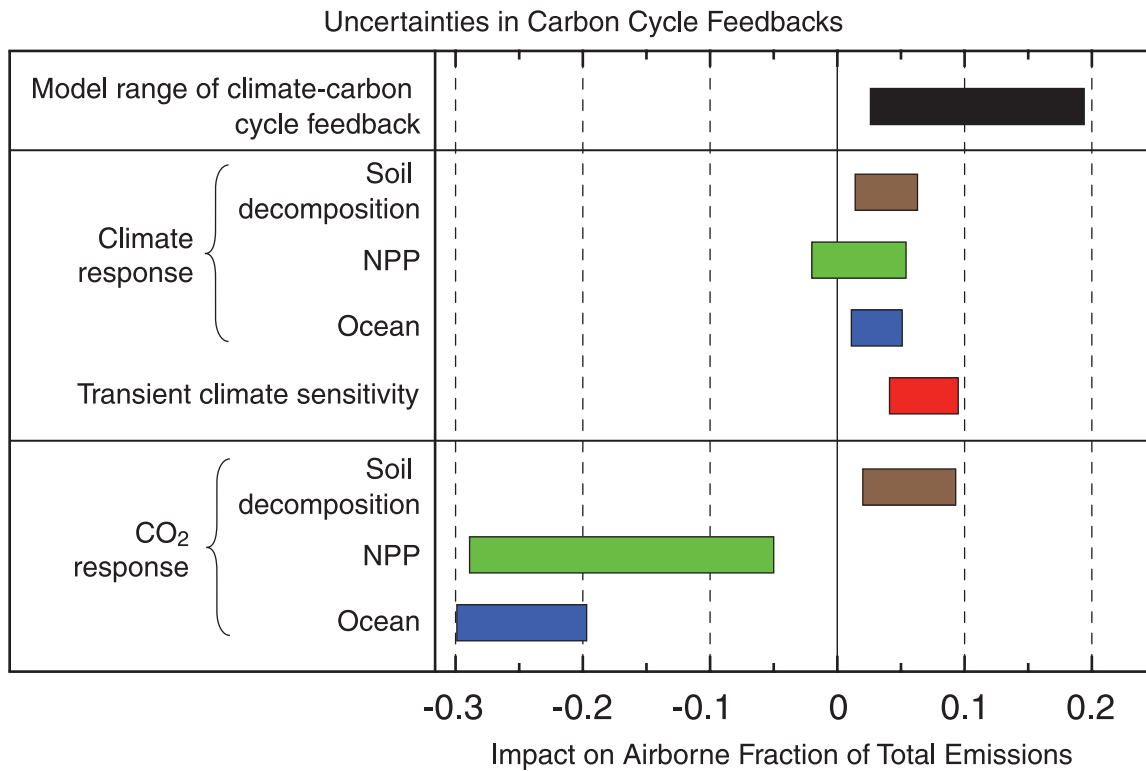 Uncertainties in Carbon Cycle Feedbacks
Model range of climate-carbon
cycle feedback
Climate
response
Soil
decomposition
NPP
Ocean
Transient climate sensitivity
CO₂
response
Soil
decomposition
NPP
Ocean
-0.3 -0.2 -0.1 0 0.1 0.2
Impact on Airborne Fraction of Total Emissions